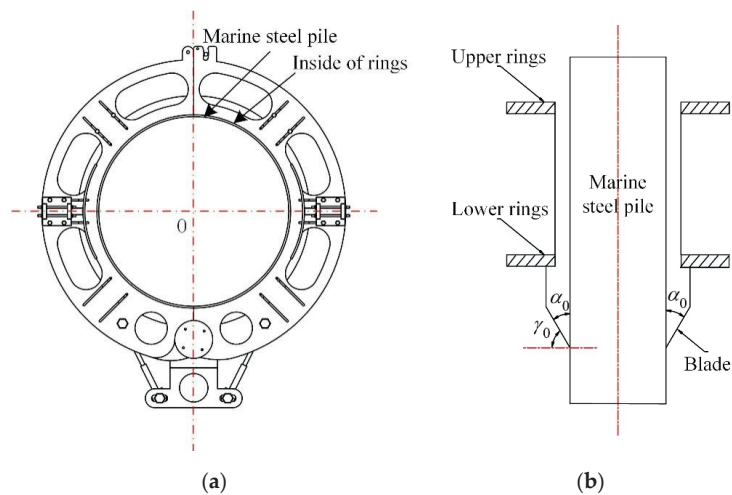 Marine steel pile
Inside of rings
0
(a)
Upper rings
Marine
steel pile
Lower rings
α0
α0
γ0
Blade
(b)